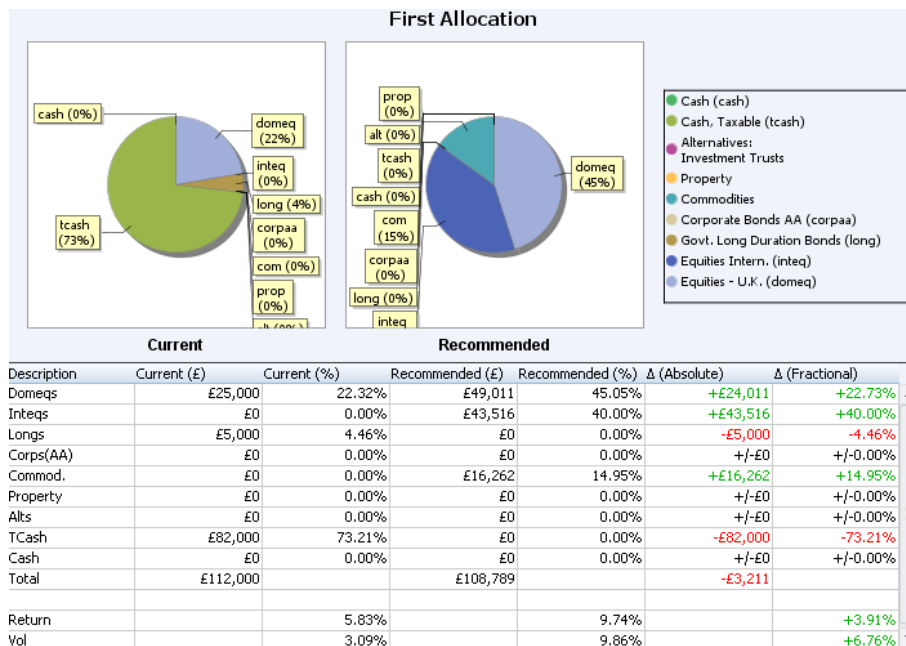 First Allocation
cash (0%)
domeq
(22%)
inteq
(0%)
long (4%)
corpaa
(0%)
com (0%)
prop
(0%)
tcash
(73%)
prop
(0%)
alt (0%)
tcash
(0%)
cash (0%)
com
(15%)
corpaa
(0%)
long (0%)
inteq
domeq
(45%)
Cash (cash)
Cash, Taxable (tcash)
Alternatives:
Investment Trusts
Property
Commodities
Corporate Bonds AA (corpaa)
Govt. Long Duration Bonds (long)
Equities Intern. (inteq)
Equities - U.K. (domeq)
Current
Recommended
Description Current (£) Current (%) Recommended (£) Recommended (%) Δ (Absolute) Δ (Fractional)
Domeqs £25,000 22.32% £49,011 45.05% +£24,011 +22.73%
Inteqs £0 0.00% £43,516 40.00% +£43,516 +40.00%
Longs £5,000 4.46% £0 0.00% -£5,000 -4.46%
Corps(AA) £0 0.00% £0 0.00% +/-£0 +/-0.00%
Commod. £0 0.00% £16,262 14.95% +£16,262 +14.95%
Property £0 0.00% £0 0.00% +/-£0 +/-0.00%
Alts £0 0.00% £0 0.00% +/-£0 +/-0.00%
TCash £82,000 73.21% £0 0.00% -£82,000 -73.21%
Cash £0 0.00% £0 0.00% +/-£0 +/-0.00%
Total £112,000 £108,789 -£3,211
Return 5.83% 9.74% +3.91%
Vol 3.09% 9.86% +6.76%